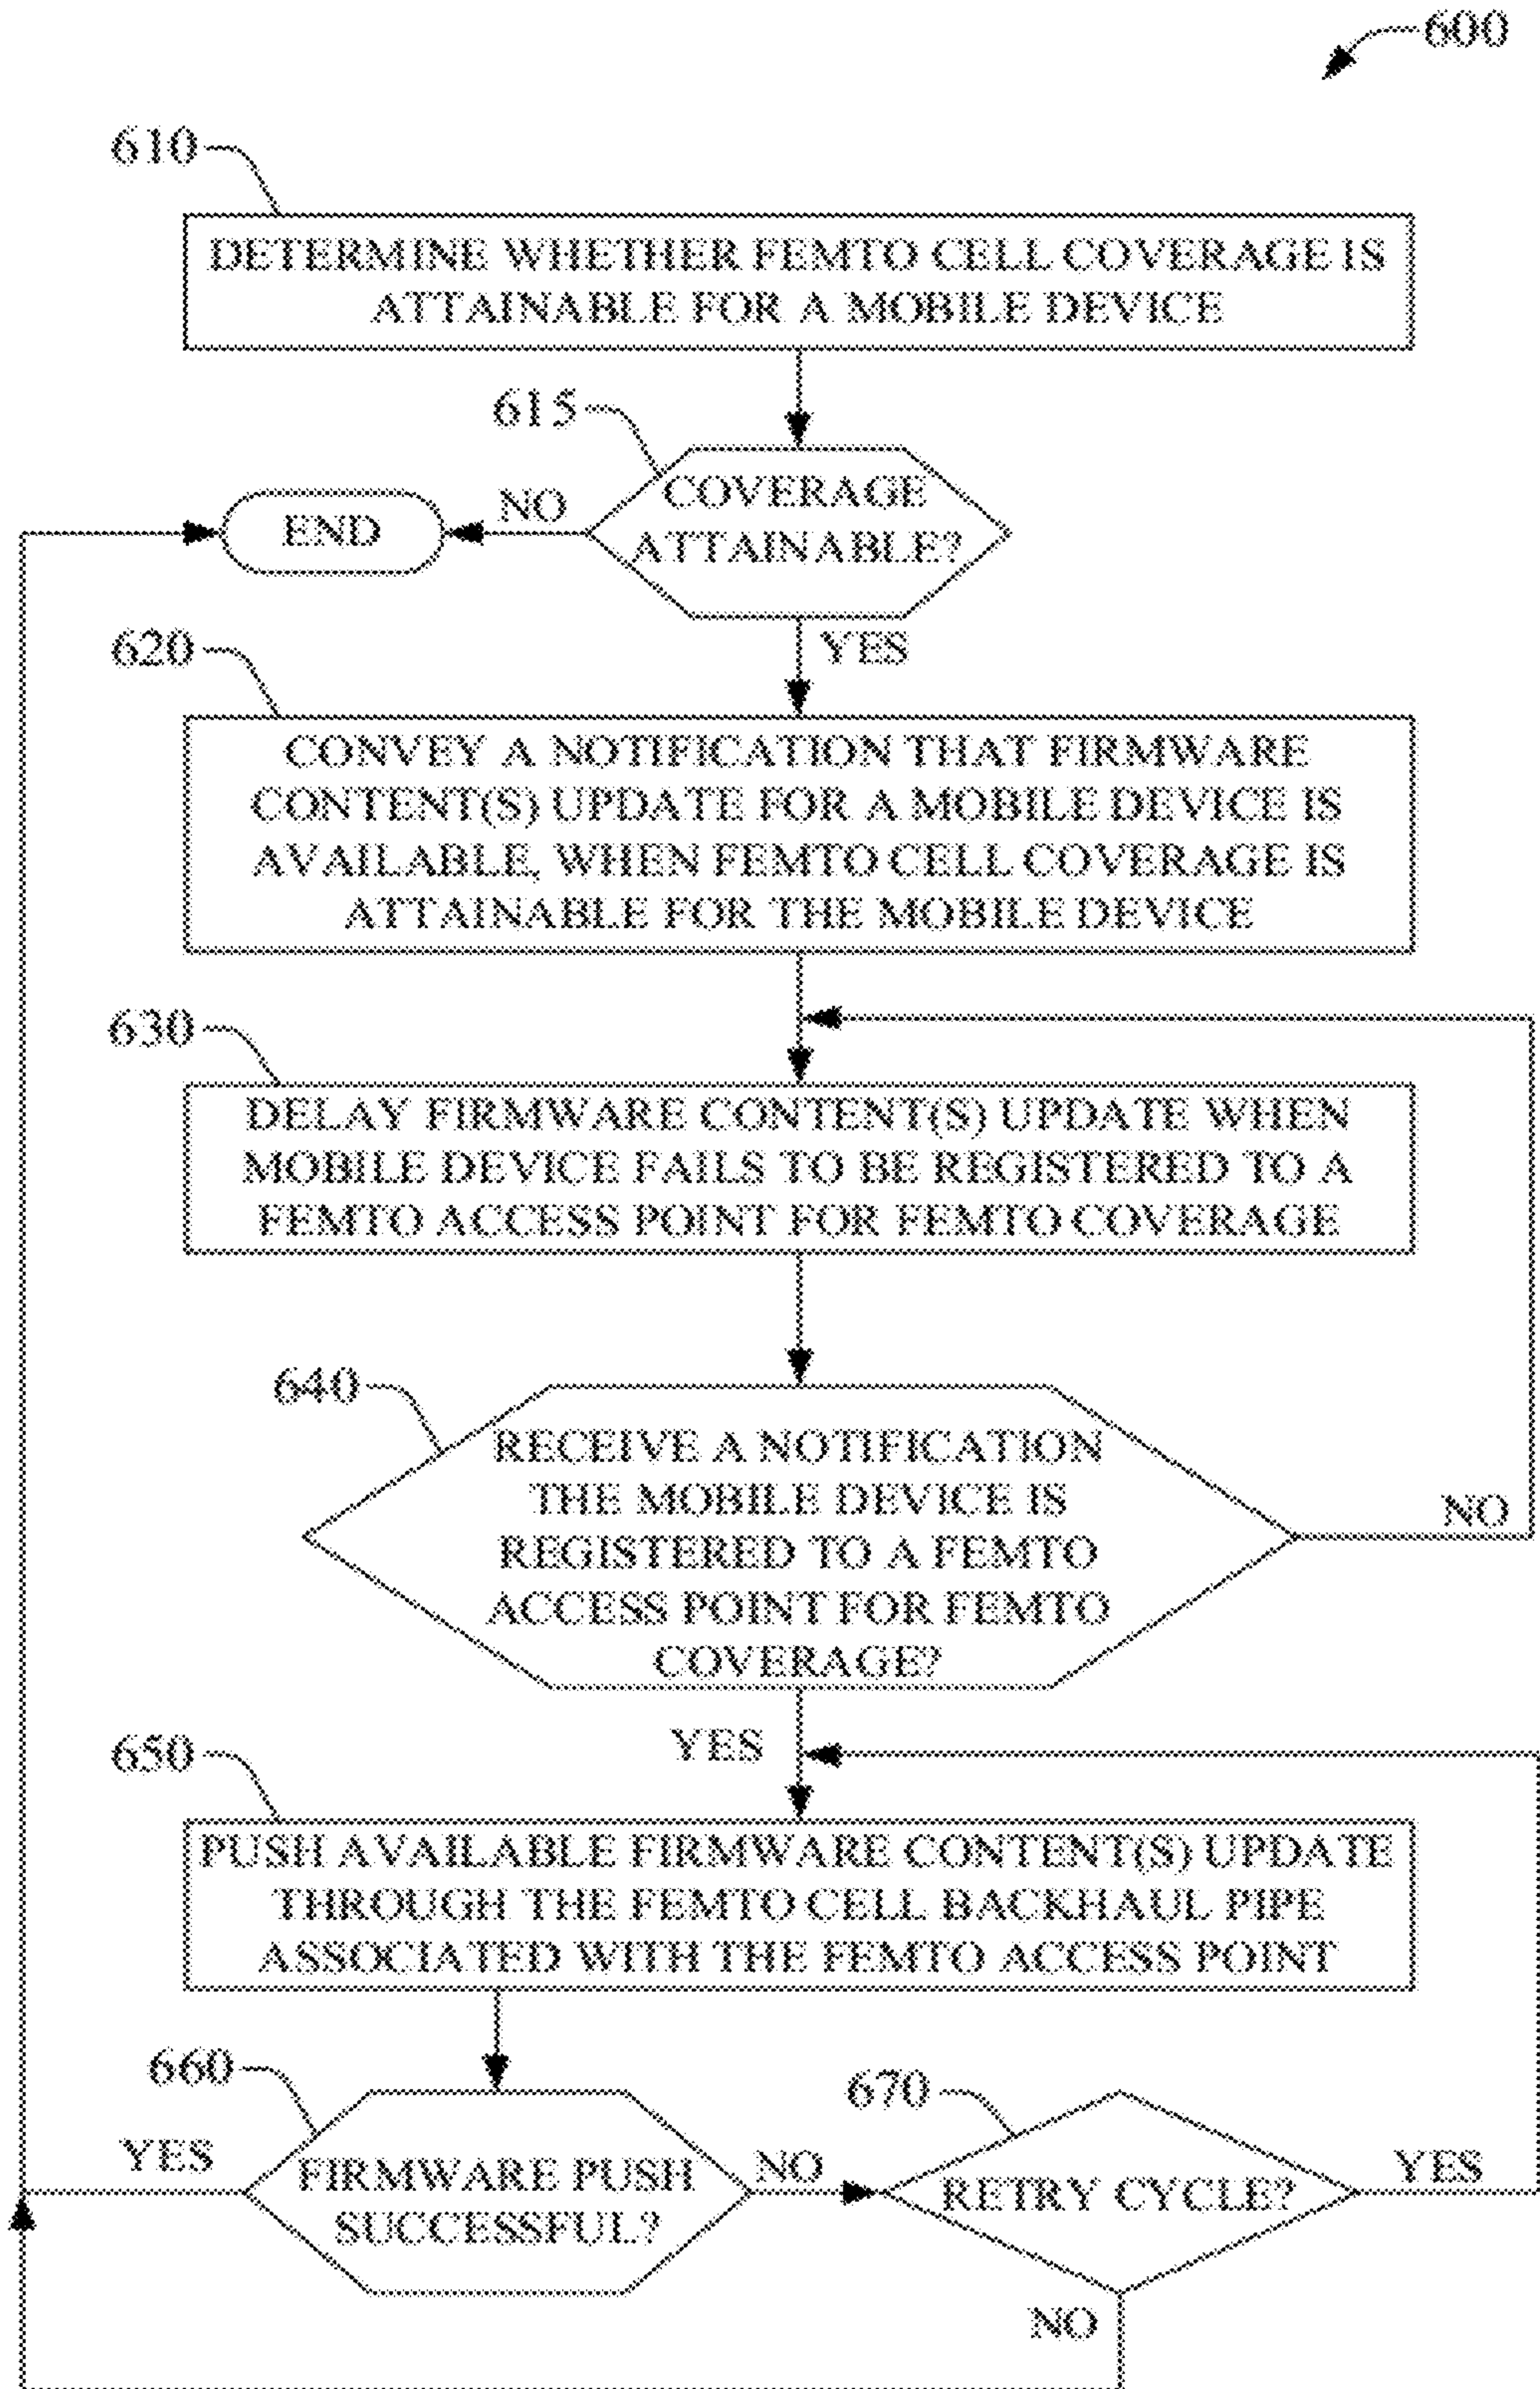 600
610
DETERMINE WHETHER FEMTO CELL COVERAGE IS
ATTAINABLE FOR A MOBILE DEVICE
615
COVERAGE
ATTAINABLE?
NO
END
YES
620
CONVEY A NOTIFICATION THAT FIRMWARE
CONTENT(S) UPDATE FOR A MOBILE DEVICE IS
AVAILABLE, WHEN FEMTO CELL COVERAGE IS
ATTAINABLE FOR THE MOBILE DEVICE
630
DELAY FIRMWARE CONTENT(S) UPDATE WHEN
MOBILE DEVICE FAILS TO BE REGISTERED TO A
FEMTO ACCESS POINT FOR FEMTO COVERAGE
640
RECEIVE A NOTIFICATION
THE MOBILE DEVICE IS
REGISTERED TO A FEMTO
ACCESS POINT FOR FEMTO
COVERAGE?
NO
YES
650
PUSH AVAILABLE FIRMWARE CONTENT(S) UPDATE
THROUGH THE FEMTO CELL BACKHAUL PIPE
ASSOCIATED WITH THE FEMTO ACCESS POINT
660
FIRMWARE PUSH
SUCCESSFUL?
YES
NO
670
RETRY CYCLE?
YES
NO